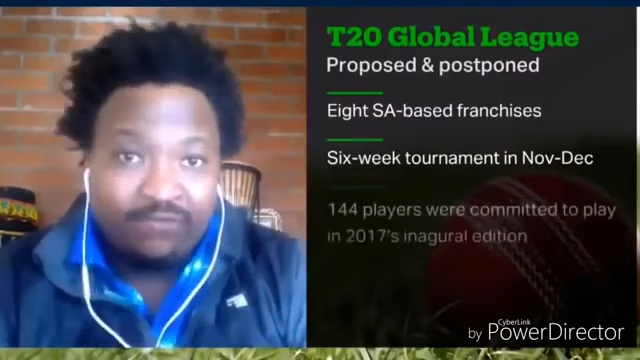 T20 Global League
Proposed & postponed
Eight SA-based franchises
Six-week tournament in Nov-Dec
144 players were committed to play
in 2017's inagural edition
CyberLink
by PowerDirector